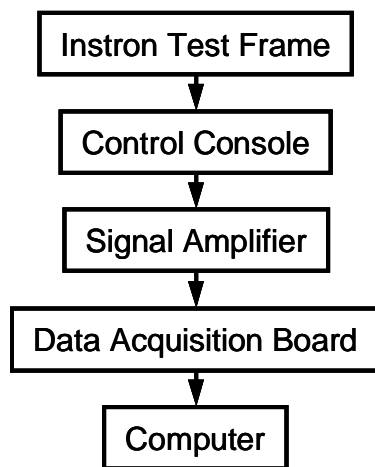 Instron Test Frame
Control Console
Signal Amplifier
Data Acquisition Board
Computer